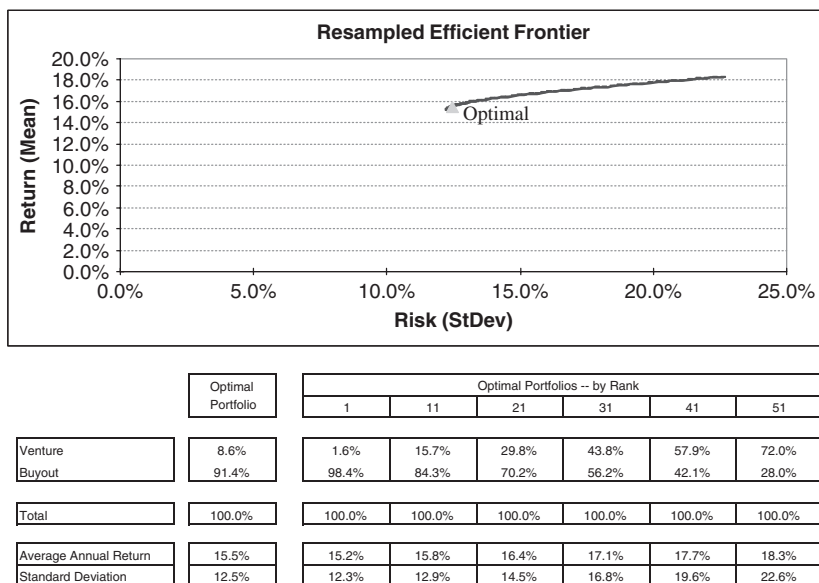 Resampled Efficient Frontier
Return (Mean)
20.0%
18.0%
16.0%
14.0%
12.0%
10.0%
8.0%
6.0%
4.0%
2.0%
0.0%
Optimal
0.0% 5.0% 10.0% 15.0% 20.0% 25.0%
Risk (StDev)
Optimal Portfolio
Optimal Portfolios -- by Rank
1 11 21 31 41 51
Venture 8.6% 1.6% 15.7% 29.8% 43.8% 57.9% 72.0%
Buyout 91.4% 98.4% 84.3% 70.2% 56.2% 42.1% 28.0%
Total 100.0% 100.0% 100.0% 100.0% 100.0% 100.0% 100.0%
Average Annual Return 15.5% 15.2% 15.8% 16.4% 17.1% 17.7% 18.3%
Standard Deviation 12.5% 12.3% 12.9% 14.5% 16.8% 19.6% 22.6%